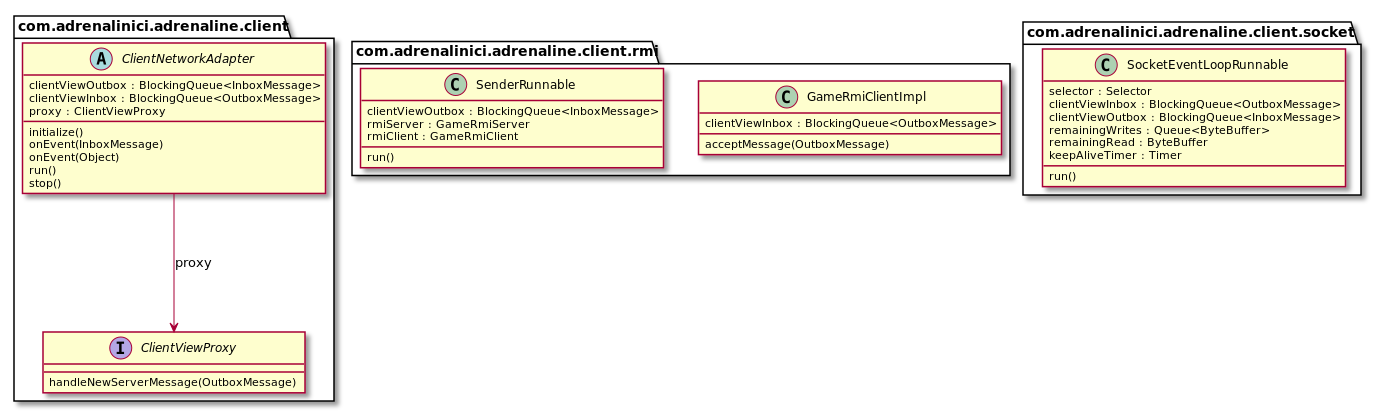 com.adrenalinici.adrenaline.client
A ClientNetworkAdapter
clientViewOutbox : BlockingQueue<InboxMessage>
clientViewInbox : BlockingQueue<OutboxMessage>
proxy : ClientViewProxy
initialize()
onEvent(InboxMessage)
onEvent(Object)
run()
stop()
proxy
I ClientViewProxy
handleNewServerMessage(OutboxMessage)
com.adrenalinici.adrenaline.client.rmi
C SenderRunnable
clientViewOutbox : BlockingQueue<InboxMessage>
rmiServer : GameRmiServer
rmiClient : GameRmiClient
run()
C GameRmiClientImpl
clientViewInbox : BlockingQueue<OutboxMessage>
acceptMessage(OutboxMessage)
com.adrenalinici.adrenaline.client.socket
C SocketEventLoopRunnable
selector : Selector
clientViewInbox : BlockingQueue<OutboxMessage>
clientViewOutbox : BlockingQueue<InboxMessage>
remainingWrites : Queue<ByteBuffer>
remainingRead : ByteBuffer
keepAliveTimer : Timer
run()